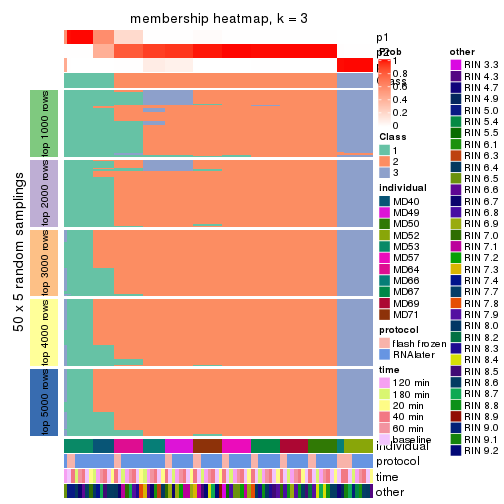 membership heatmap, k = 3
p1
p2
Prob
1
0.8
0.6
0.4
0.2
0
Class
1
2
3
individual
MD40
MD49
MD50
MD52
MD53
MD57
MD64
MD66
MD67
MD69
MD71
protocol
flash frozen
RNAlater
time
120 min
180 min
20 min
40 min
60 min
baseline
other
RIN 3.3
RIN 4.3
RIN 4.7
RIN 4.9
RIN 5.0
RIN 5.4
RIN 5.5
RIN 6.1
RIN 6.3
RIN 6.4
RIN 6.5
RIN 6.6
RIN 6.7
RIN 6.8
RIN 6.9
RIN 7.0
RIN 7.1
RIN 7.2
RIN 7.3
RIN 7.4
RIN 7.7
RIN 7.8
RIN 7.9
RIN 8.0
RIN 8.2
RIN 8.3
RIN 8.4
RIN 8.5
RIN 8.6
RIN 8.7
RIN 8.8
RIN 8.9
RIN 9.0
RIN 9.1
RIN 9.2
50 x 5 random samplings
top 1000 rows
top 2000 rows
top 3000 rows
top 4000 rows
top 5000 rows
individual
protocol
time
other